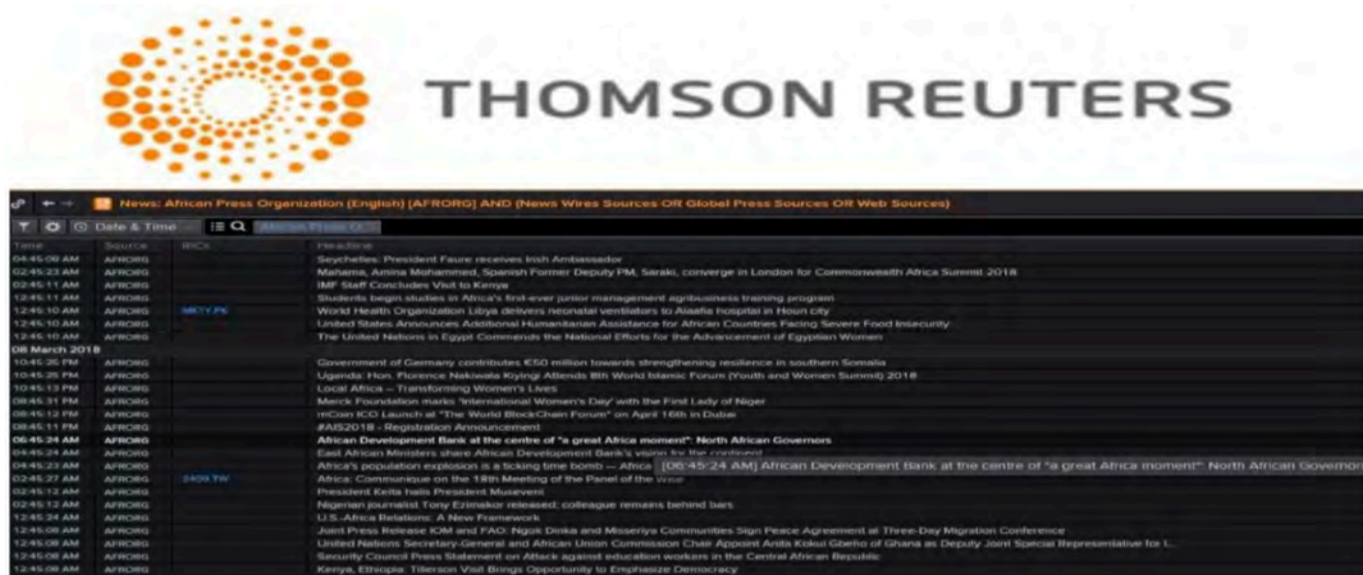 THOMSON REUTERS
News: African Press Organization (English) [AFRORG] AND (News Wires Sources OR Global Press Sources OR Web Sources)
Date & Time
Time Source RICs Headline
04:45:09 AM AFRORG Seychelles: President Faure receives Irish Ambassador
02:45:23 AM AFRORG Mahama, Amina Mohammed, Spanish Former Deputy PM, Saraki, converge in London for Commonwealth Africa Summit 2018
02:45:11 AM AFRORG IMF Staff Concludes Visit to Kenya
12:45:11 AM AFRORG Students begin studies in Africa's first-ever junior management agribusiness training program
12:45:10 AM AFRORG World Health Organization Libya delivers neonatal ventilators to Alaafia hospital in Houn city
12:45:10 AM AFRORG United States Announces Additional Humanitarian Assistance for African Countries Facing Severe Food Insecurity
12:45:10 AM AFRORG The United Nations in Egypt Commends the National Efforts for the Advancement of Egyptian Women
08 March 2018
10:45:26 PM AFRORG Government of Germany contributes €50 million towards strengthening resilience in southern Somalia
10:45:25 PM AFRORG Uganda: Hon. Florence Nakiwala Kiyingi Attends 8th World Islamic Forum (Youth and Women Summit) 2018
10:45:13 PM AFRORG Local Africa – Transforming Women's Lives
08:45:31 PM AFRORG Merck Foundation marks 'International Women's Day' with the First Lady of Niger
08:45:12 PM AFRORG mCoin ICO Launch at "The World BlockChain Forum" on April 16th in Dubai
08:45:11 PM AFRORG #AIS2018 - Registration Announcement
06:45:24 AM AFRORG African Development Bank at the centre of "a great Africa moment": North African Governors
04:45:24 AM AFRORG East African Ministers share African Development Bank's vision for the continent
04:45:23 AM AFRORG Africa's population explosion is a ticking time bomb — Africa [06:45:24 AM] African Development Bank at the centre of "a great Africa moment": North African Governor
02:45:27 AM AFRORG 2409.TW Africa: Communique on the 18th Meeting of the Panel of the Wise
02:45:12 AM AFRORG President Keita hails President Museveni
02:45:12 AM AFRORG Nigerian journalist Tony Ezimakor released; colleague remains behind bars
12:45:34 AM AFRORG U.S.-Africa Relations: A New Framework
12:45:08 AM AFRORG Joint Press Release IOM and FAO: Ngok Dinka and Misseriya Communities Sign Peace Agreement at Three-Day Migration Conference
12:45:08 AM AFRORG United Nations Secretary-General and African Union Commission Chair Appoint Anita Kokui Gbeho of Ghana as Deputy Joint Special Representative for t...
12:45:08 AM AFRORG Security Council Press Statement on Attack against education workers in the Central African Republic
12:45:08 AM AFRORG Kenya, Ethiopia: Tillerson Visit Brings Opportunity to Emphasize Democracy